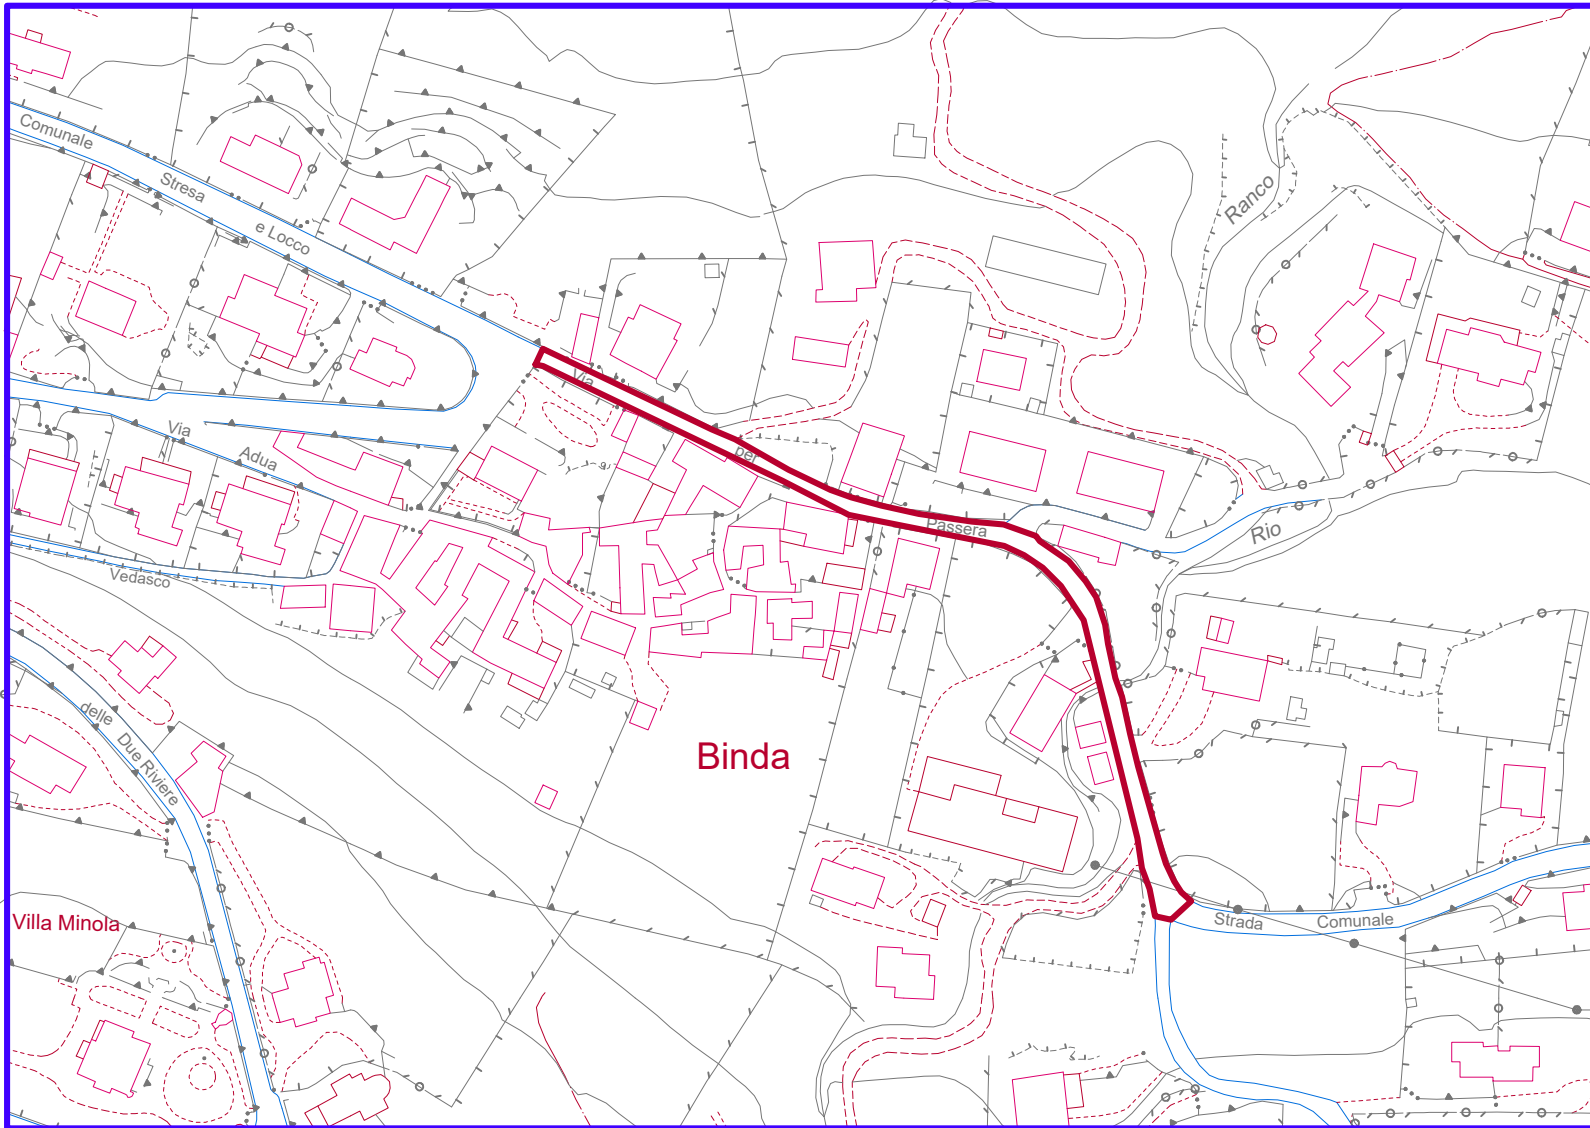 Comunale
Stresa
e Locco
Ranco
Via
Via
Adua
per
Passera
Rio
Vedasco
delle
Due Riviere
Binda
Villa Minola
Strada
Comunale